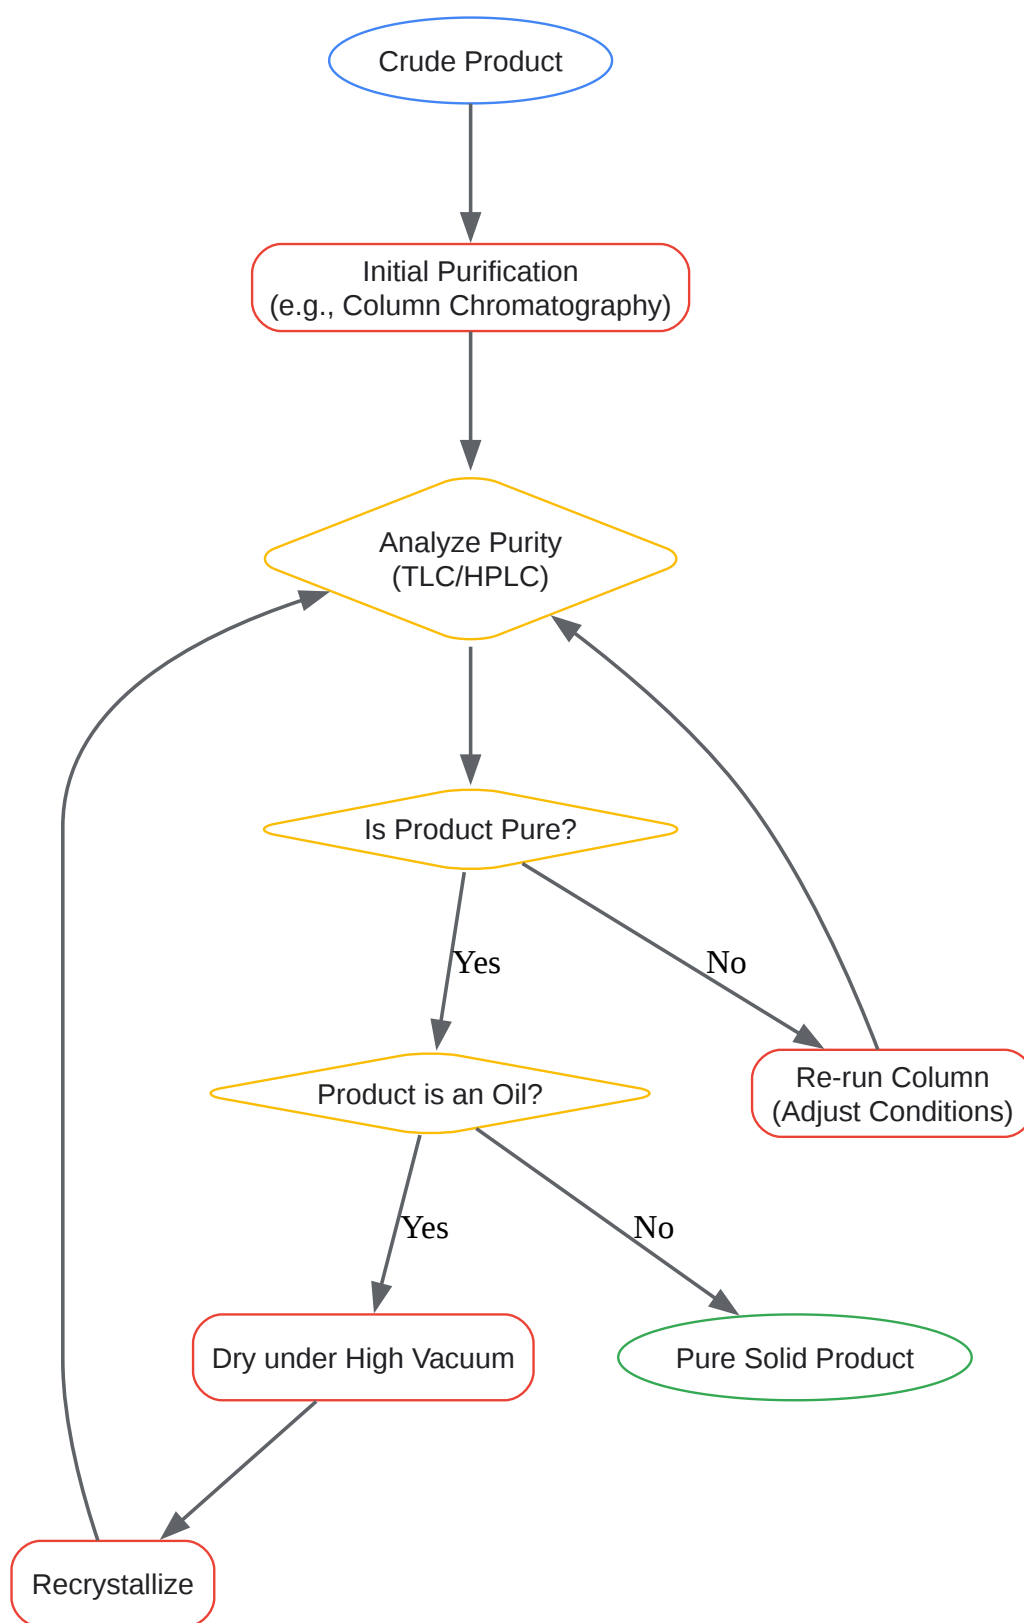 Crude Product
Initial Purification
(e.g., Column Chromatography)
Analyze Purity
(TLC/HPLC)
Is Product Pure?
Yes
No
Product is an Oil?
Re-run Column
(Adjust Conditions)
Yes
No
Dry under High Vacuum
Pure Solid Product
Recrystallize